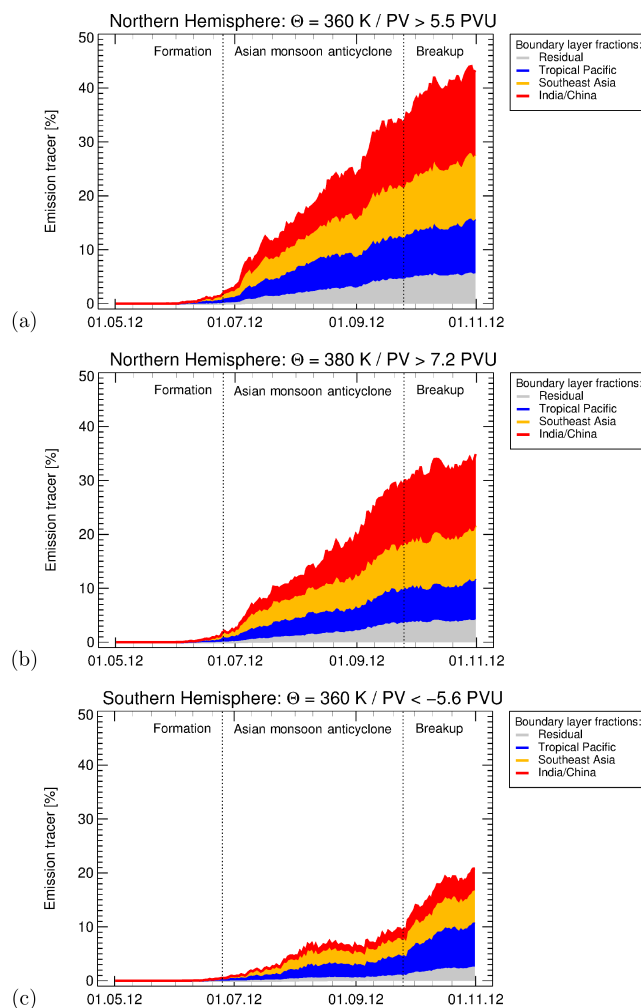 Northern Hemisphere: Θ = 360 K / PV > 5.5 PVU
Formation Asian monsoon anticyclone Breakup
Boundary layer fractions:
Residual
Tropical Pacific
Southeast Asia
India/China
Emission tracer [%]
50
40
30
20
10
0
01.05.12 01.07.12 01.09.12 01.11.12
(a)
Northern Hemisphere: Θ = 380 K / PV > 7.2 PVU
Formation Asian monsoon anticyclone Breakup
Boundary layer fractions:
Residual
Tropical Pacific
Southeast Asia
India/China
Emission tracer [%]
50
40
30
20
10
0
01.05.12 01.07.12 01.09.12 01.11.12
(b)
Southern Hemisphere: Θ = 360 K / PV < −5.6 PVU
Formation Asian monsoon anticyclone Breakup
Boundary layer fractions:
Residual
Tropical Pacific
Southeast Asia
India/China
Emission tracer [%]
50
40
30
20
10
0
01.05.12 01.07.12 01.09.12 01.11.12
(c)